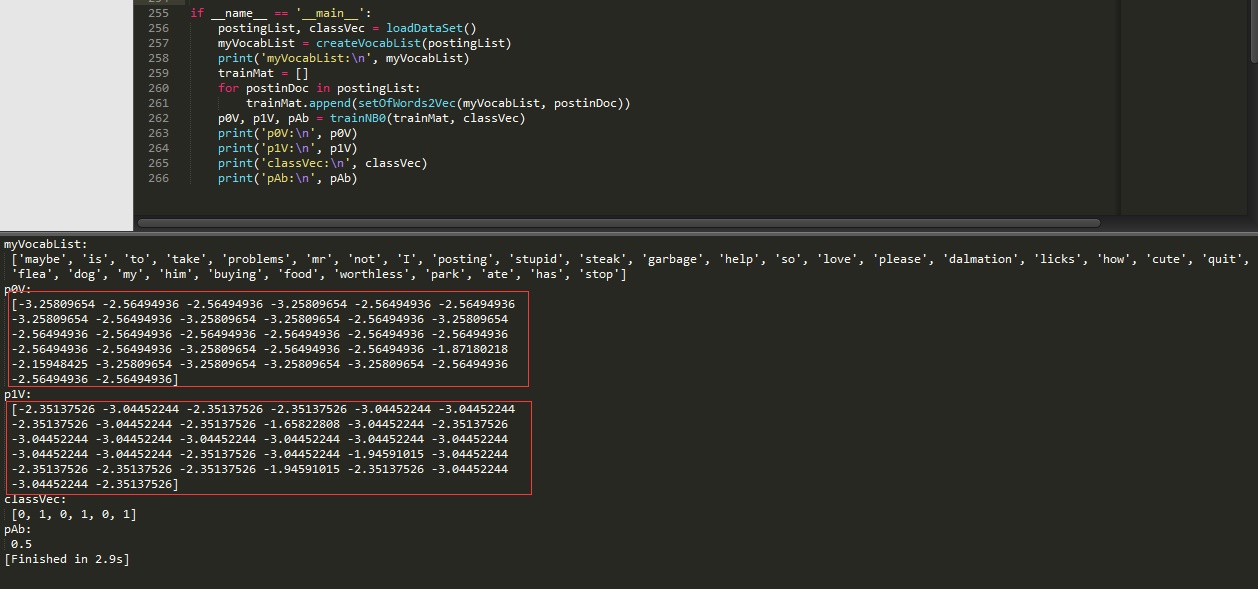 255 if __name__ == '__main__':
256 postingList, classVec = loadDataSet()
257 myVocabList = createVocabList(postingList)
258 print('myVocabList:\n', myVocabList)
259 trainMat = []
260 for postinDoc in postingList:
261 trainMat.append(setOfWords2Vec(myVocabList, postinDoc))
262 p0V, p1V, pAb = trainNB0(trainMat, classVec)
263 print('p0V:\n', p0V)
264 print('p1V:\n', p1V)
265 print('classVec:\n', classVec)
266 print('pAb:\n', pAb)
myVocabList:
['maybe', 'is', 'to', 'take', 'problems', 'mr', 'not', 'I', 'posting', 'stupid', 'steak', 'garbage', 'help', 'so', 'love', 'please', 'dalmation', 'licks', 'how', 'cute', 'quit',
'flea', 'dog', 'my', 'him', 'buying', 'food', 'worthless', 'park', 'ate', 'has', 'stop']
p0V:
[-3.25809654 -2.56494936 -2.56494936 -3.25809654 -2.56494936 -2.56494936
-3.25809654 -2.56494936 -3.25809654 -3.25809654 -2.56494936 -3.25809654
-2.56494936 -2.56494936 -2.56494936 -2.56494936 -2.56494936 -2.56494936
-2.56494936 -2.56494936 -3.25809654 -2.56494936 -2.56494936 -1.87180218
-2.15948425 -3.25809654 -3.25809654 -3.25809654 -3.25809654 -2.56494936
-2.56494936 -2.56494936]
p1V:
[-2.35137526 -3.04452244 -2.35137526 -2.35137526 -3.04452244 -3.04452244
-2.35137526 -3.04452244 -2.35137526 -1.65822808 -3.04452244 -2.35137526
-3.04452244 -3.04452244 -3.04452244 -3.04452244 -3.04452244 -3.04452244
-3.04452244 -3.04452244 -2.35137526 -3.04452244 -1.94591015 -3.04452244
-2.35137526 -2.35137526 -2.35137526 -1.94591015 -2.35137526 -3.04452244
-3.04452244 -2.35137526]
classVec:
[0, 1, 0, 1, 0, 1]
pAb:
0.5
[Finished in 2.9s]